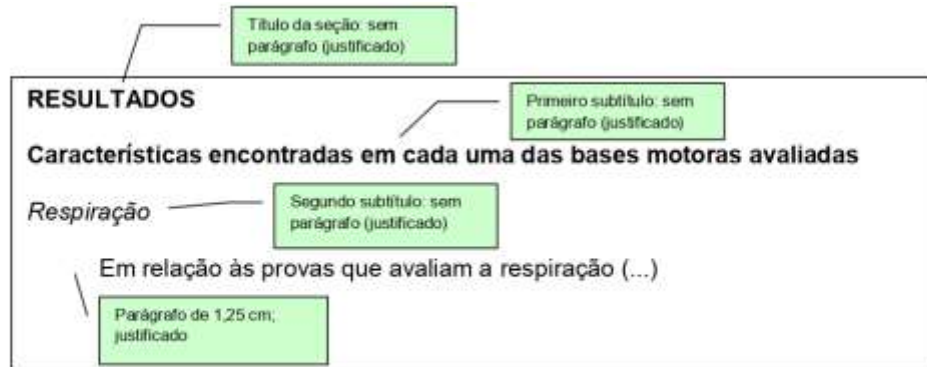 Título da seção: sem
parágrafo (justificado)
RESULTADOS
Primeiro subtítulo: sem
parágrafo (justificado)
Características encontradas em cada uma das bases motoras avaliadas
Respiração
Segundo subtítulo: sem
parágrafo (justificado)
Em relação às provas que avaliam a respiração (...)
Parágrafo de 1,25 cm;
justificado